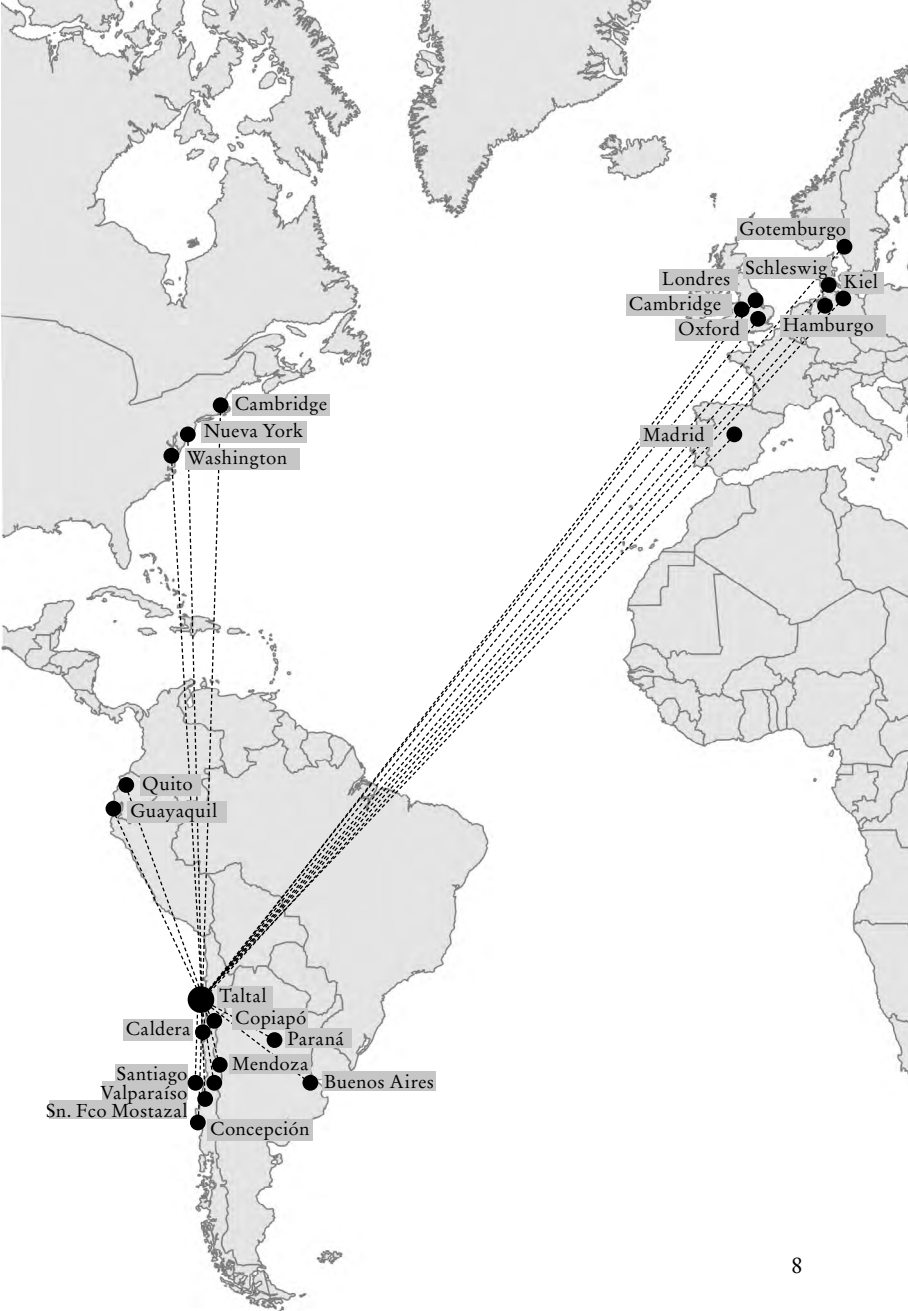 Gotemburgo
Schleswig
Londres
Kiel
Cambridge
Oxford
Hamburgo
Cambridge
Nueva York
Madrid
Washington
Quito
Guayaquil
Taltal
Copiapó
Caldera
Paraná
Mendoza
Santiago
Buenos Aires
Valparaíso
Sn. Fco Mostazal
Concepción
8